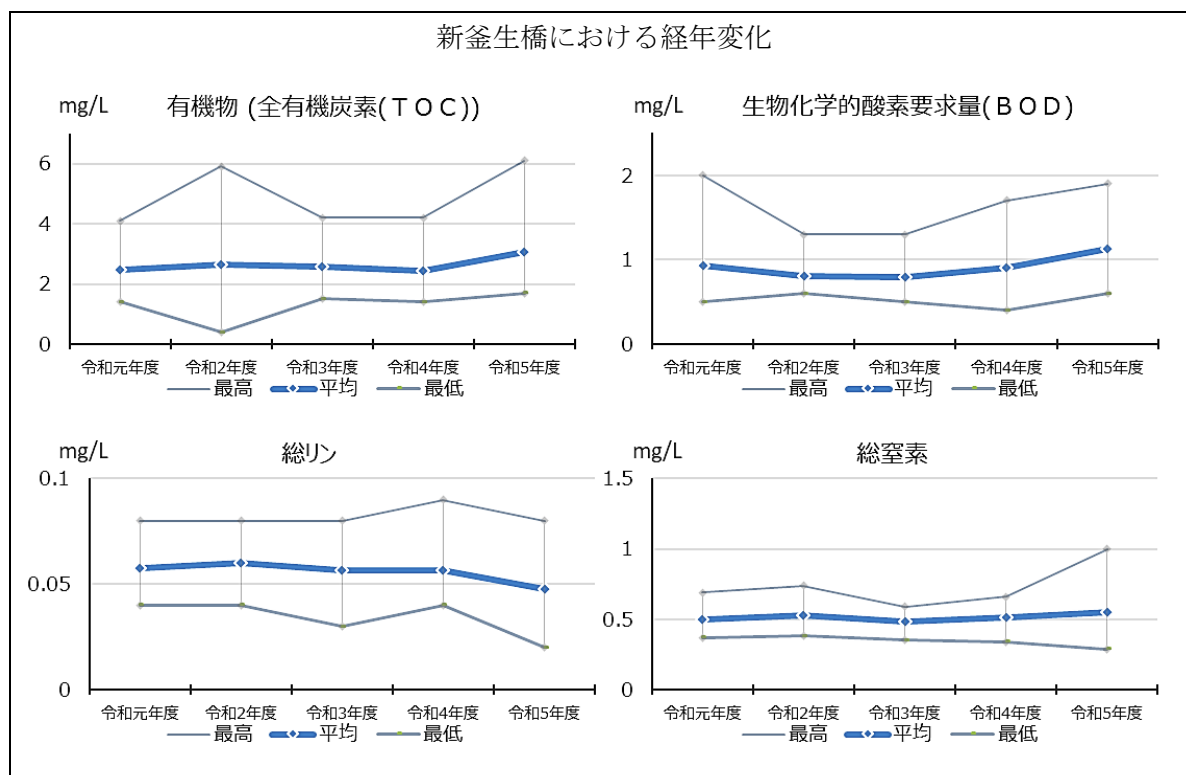 新釜生橋における経年変化
mg/L
有機物 (全有機炭素(ＴＯＣ))
6
4
2
0
令和元年度 令和2年度 令和3年度 令和4年度 令和5年度
最高 平均 最低
mg/L
生物化学的酸素要求量(ＢＯＤ)
2
1
0
令和元年度 令和2年度 令和3年度 令和4年度 令和5年度
最高 平均 最低
mg/L
総リン
0.1
0.05
0
令和元年度 令和2年度 令和3年度 令和4年度 令和5年度
最高 平均 最低
mg/L
総窒素
1.5
1
0.5
0
令和元年度 令和2年度 令和3年度 令和4年度 令和5年度
最高 平均 最低